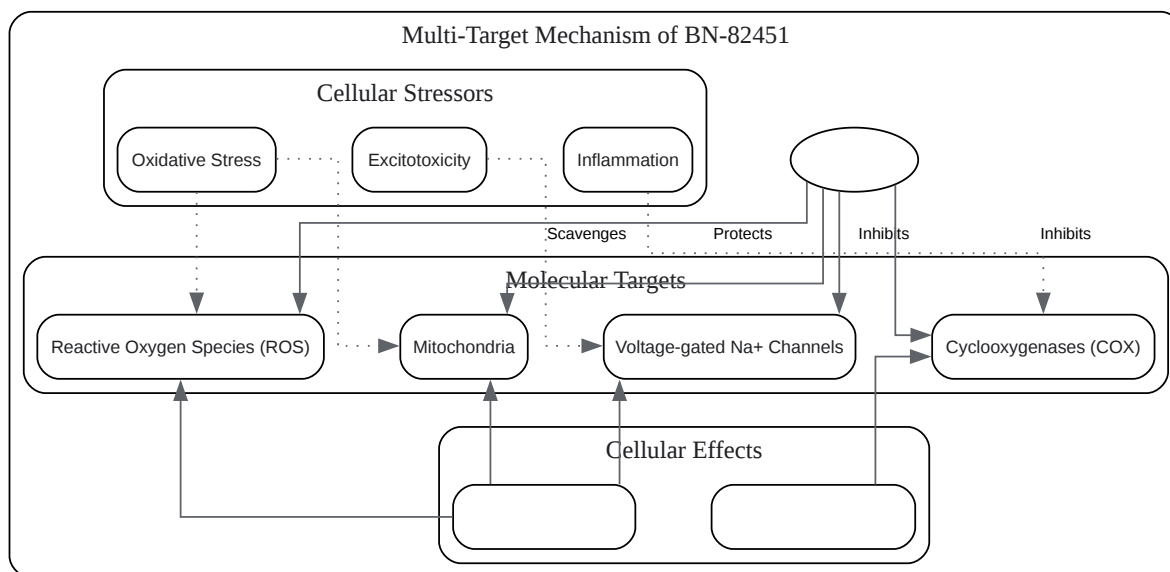 Multi-Target Mechanism of BN-82451
Cellular Stressors
Oxidative Stress
Excitotoxicity
Inflammation
Scavenges
Protects
Inhibits
Inhibits
Molecular Targets
Reactive Oxygen Species (ROS)
Mitochondria
Voltage-gated Na+ Channels
Cyclooxygenases (COX)
Cellular Effects